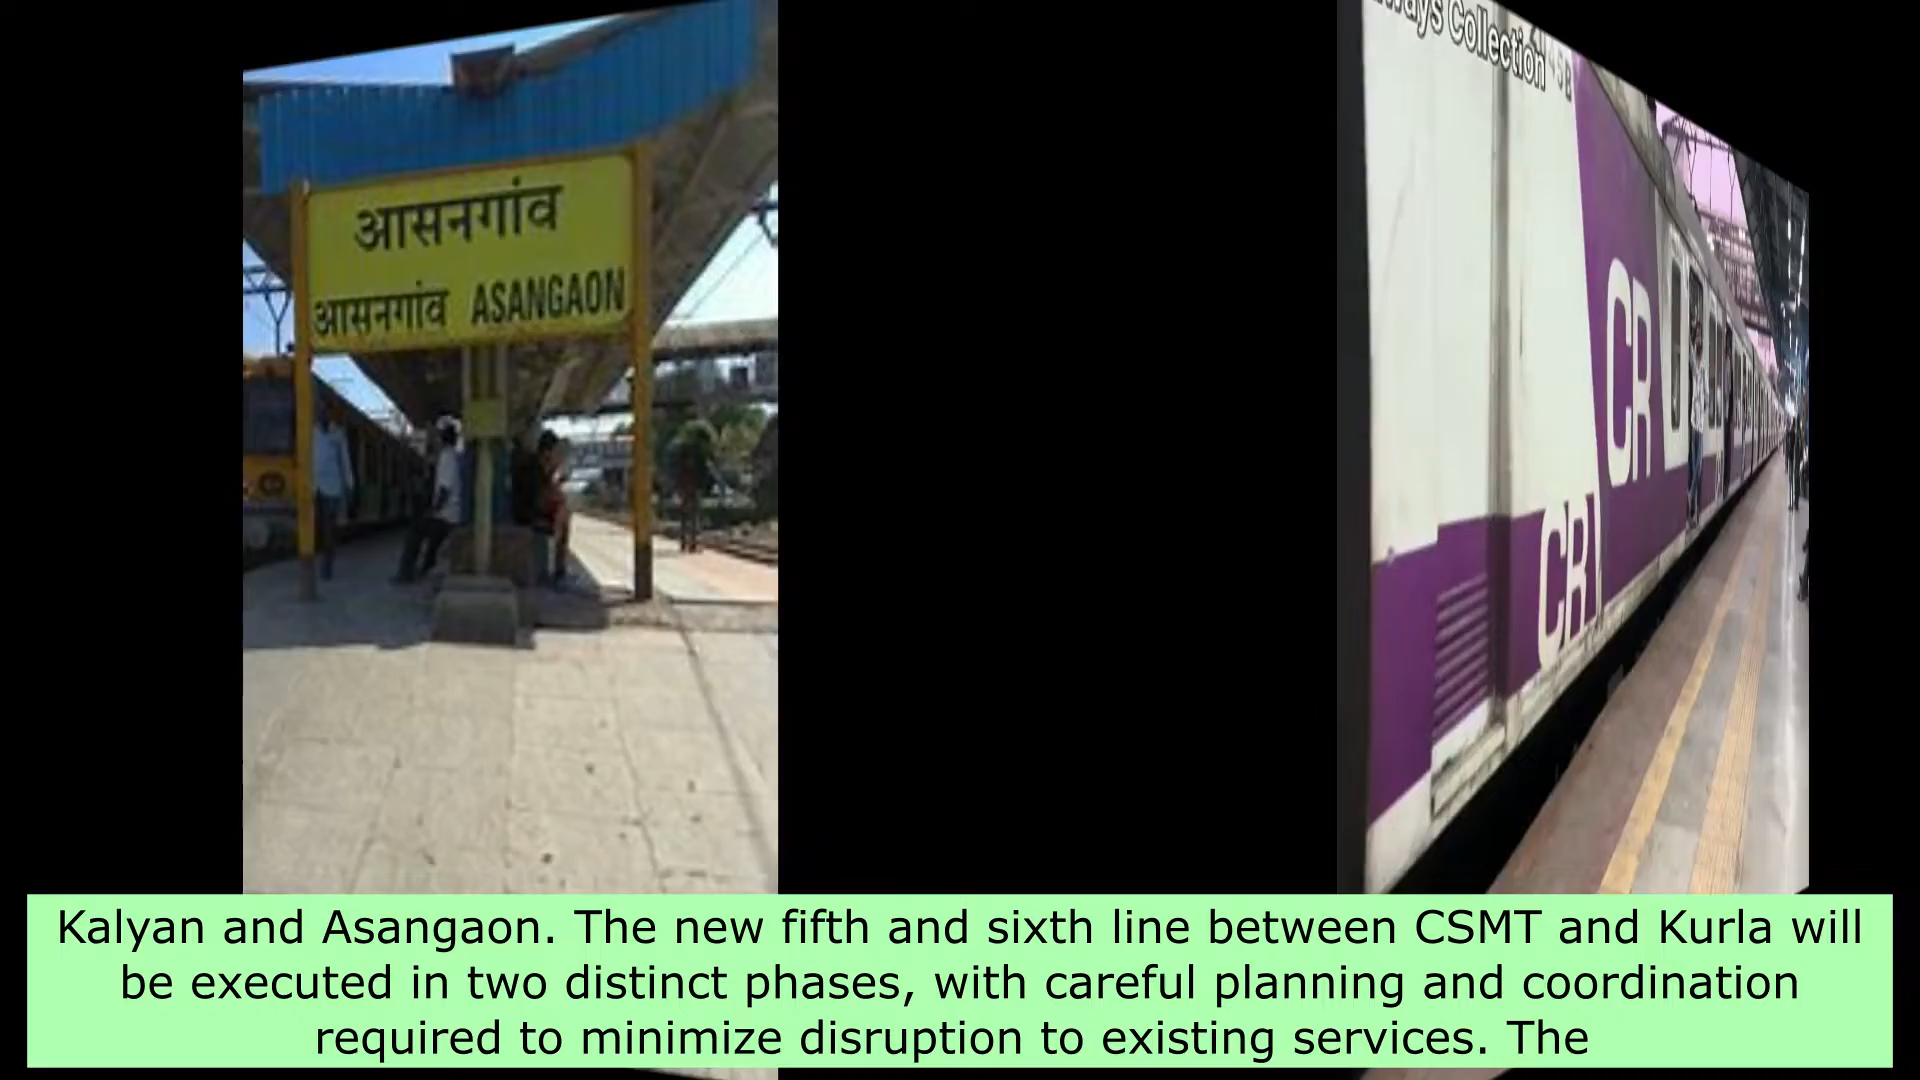 आसनगांव
आसनगांव ASANGAON
ways Collection
CR
CR
Kalyan and Asangaon. The new fifth and sixth line between CSMT and Kurla will
be executed in two distinct phases, with careful planning and coordination
required to minimize disruption to existing services. The